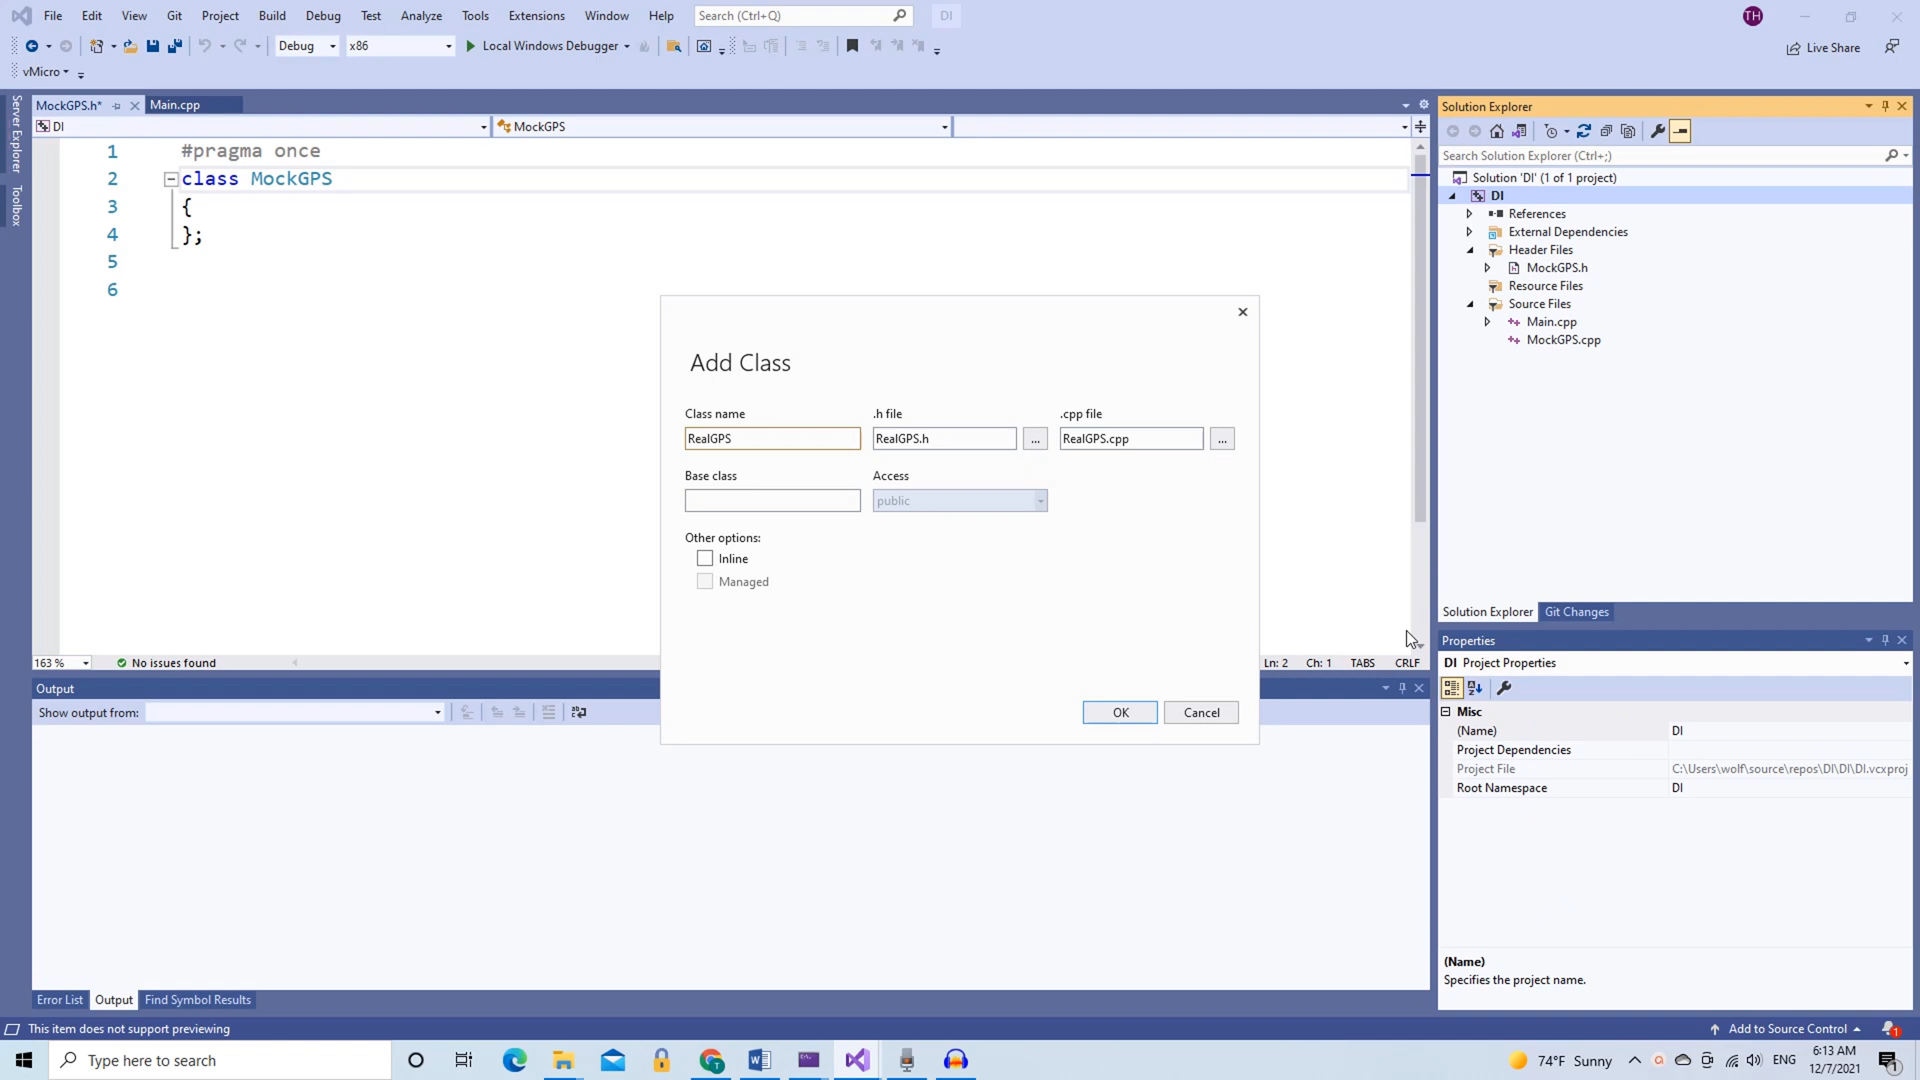 File Edit View Git Project Build Debug Test Analyze Tools Extensions Window Help Search (Ctrl+Q) DI TH
Debug x86 Local Windows Debugger Live Share
vMicro
Server Explorer
Toolbox
MockGPS.h* Main.cpp
DI MockGPS
1 #pragma once
2 class MockGPS
3 {
4 };
5
6
163 % No issues found Ln: 2 Ch: 1 TABS CRLF
Add Class
Class name .h file .cpp file
RealGPS RealGPS.h ... RealGPS.cpp ...
Base class Access
public
Other options:
Inline
Managed
OK Cancel
Output
Show output from:
Error List Output Find Symbol Results
Solution Explorer
Search Solution Explorer (Ctrl+;)
Solution 'DI' (1 of 1 project)
DI
References
External Dependencies
Header Files
MockGPS.h
Resource Files
Source Files
Main.cpp
MockGPS.cpp
Solution Explorer Git Changes
Properties
DI Project Properties
Misc
(Name) DI
Project Dependencies
Project File C:\Users\wolf\source\repos\DI\DI\DI.vcxproj
Root Namespace DI
(Name)
Specifies the project name.
This item does not support previewing Add to Source Control 1
Type here to search 74°F Sunny ENG 6:13 AM
12/7/2021 1